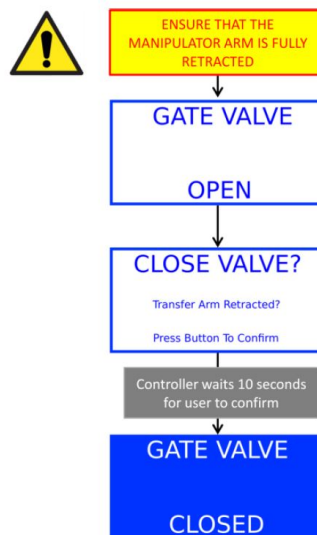 ENSURE THAT THE
MANIPULATOR ARM IS FULLY
RETRACTED
GATE VALVE
OPEN
CLOSE VALVE?
Transfer Arm Retracted?
Press Button To Confirm
Controller waits 10 seconds
for user to confirm
GATE VALVE
CLOSED